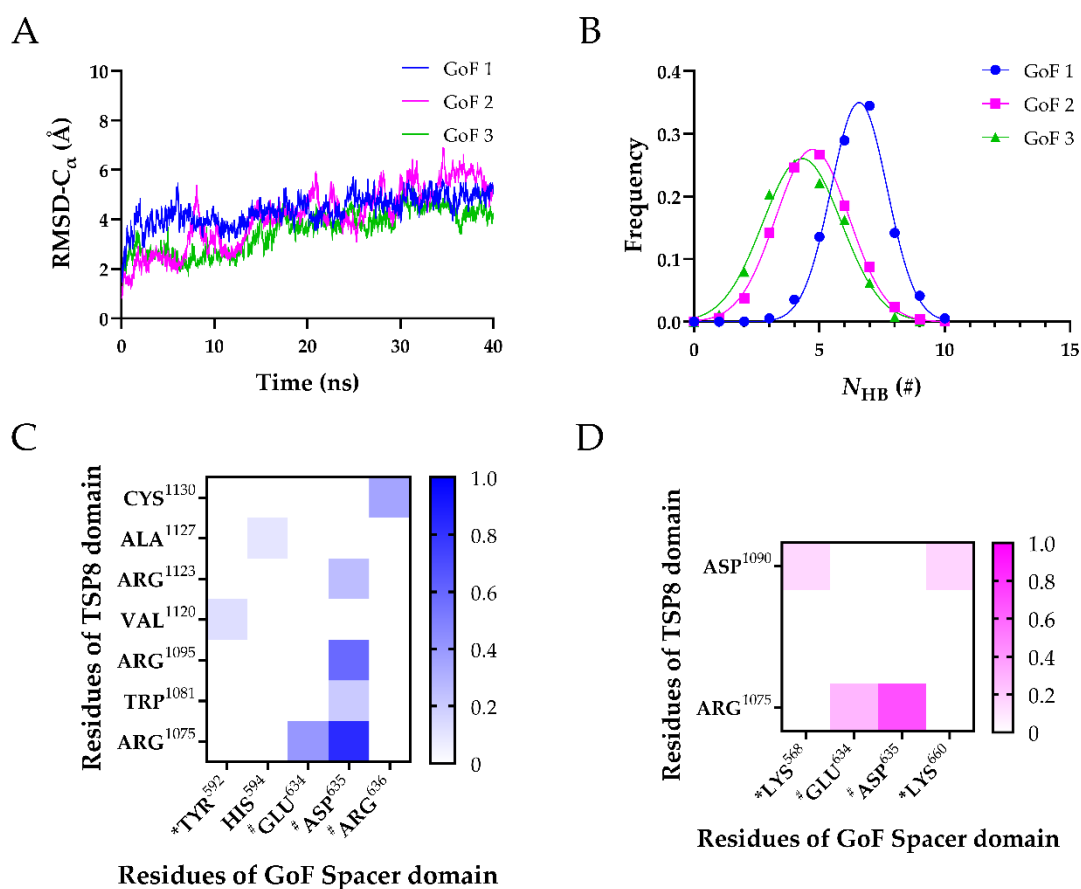 A
RMSD-Cα (Å)
10
8
6
4
2
0
0 10 20 30 40
Time (ns)
GoF 1
GoF 2
GoF 3
B
Frequency
0.4
0.3
0.2
0.1
0.0
0 5 10 15
NHB (#)
GoF 1
GoF 2
GoF 3
C
Residues of TSP8 domain
CYS1130
ALA1127
ARG1123
VAL1120
ARG1095
TRP1081
ARG1075
*TYR592
HIS594
#GLU634
#ASP635
#ARG636
Residues of GoF Spacer domain
1.0
0.8
0.6
0.4
0.2
0
D
Residues of TSP8 domain
ASP1090
ARG1075
*LYS568
#GLU634
#ASP635
*LYS660
Residues of GoF Spacer domain
1.0
0.8
0.6
0.4
0.2
0